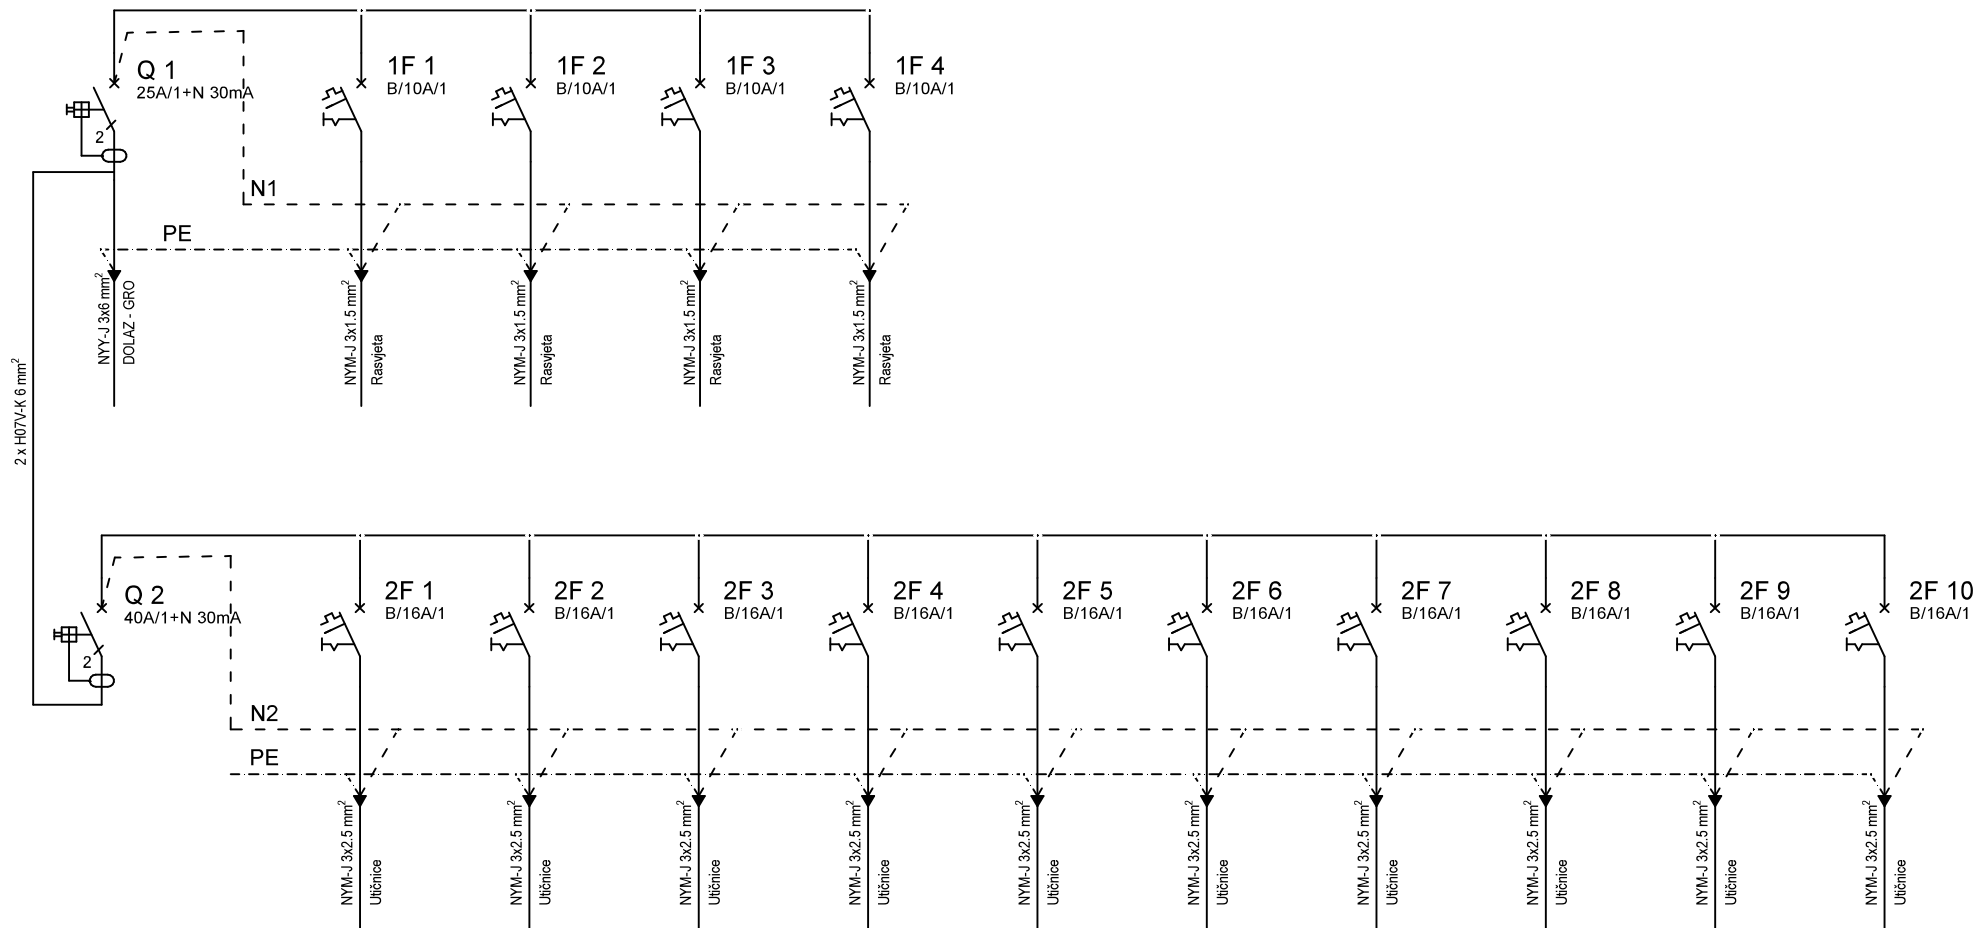 Q 1
25A/1+N 30mA
2
1F 1
B/10A/1
1F 2
B/10A/1
1F 3
B/10A/1
1F 4
B/10A/1
N1
PE
NYY-J 3x6 mm²
DOLAZ - GRO
NYM-J 3x1.5 mm²
Rasvjeta
NYM-J 3x1.5 mm²
Rasvjeta
NYM-J 3x1.5 mm²
Rasvjeta
NYM-J 3x1.5 mm²
Rasvjeta
2 x H07V-K 6 mm²
Q 2
40A/1+N 30mA
2
2F 1
B/16A/1
2F 2
B/16A/1
2F 3
B/16A/1
2F 4
B/16A/1
2F 5
B/16A/1
2F 6
B/16A/1
2F 7
B/16A/1
2F 8
B/16A/1
2F 9
B/16A/1
2F 10
B/16A/1
N2
PE
NYM-J 3x2.5 mm²
Utičnice
NYM-J 3x2.5 mm²
Utičnice
NYM-J 3x2.5 mm²
Utičnice
NYM-J 3x2.5 mm²
Utičnice
NYM-J 3x2.5 mm²
Utičnice
NYM-J 3x2.5 mm²
Utičnice
NYM-J 3x2.5 mm²
Utičnice
NYM-J 3x2.5 mm²
Utičnice
NYM-J 3x2.5 mm²
Utičnice
NYM-J 3x2.5 mm²
Utičnice